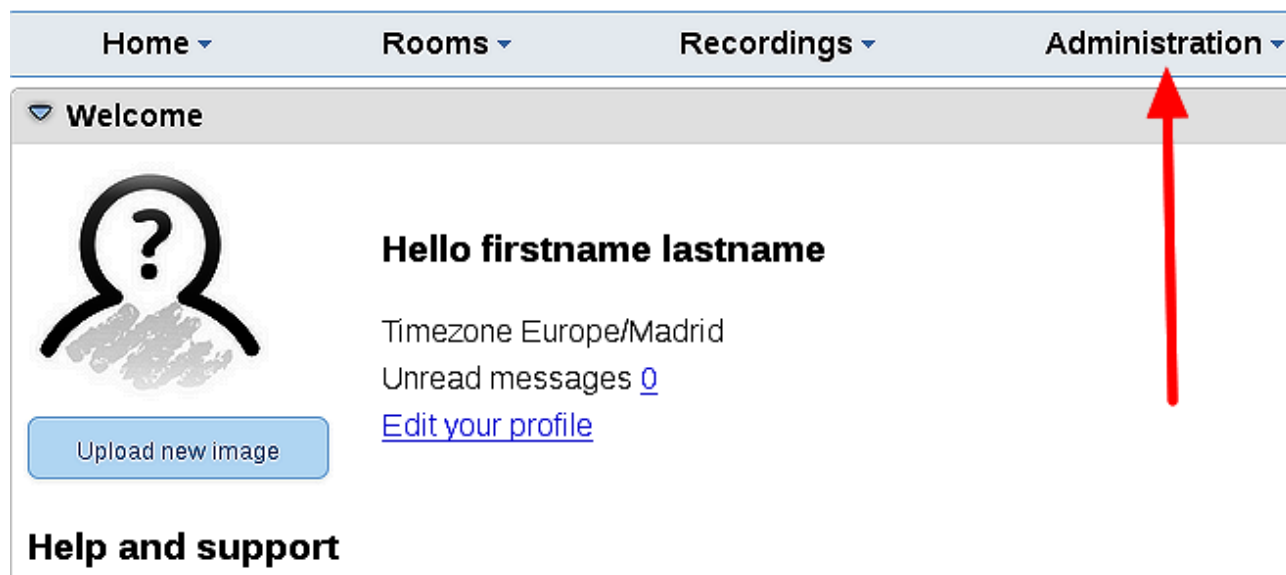 Home Rooms Recordings Administration
Welcome
?
Hello firstname lastname
Timezone Europe/Madrid
Unread messages 0
Edit your profile
Upload new image
Help and support